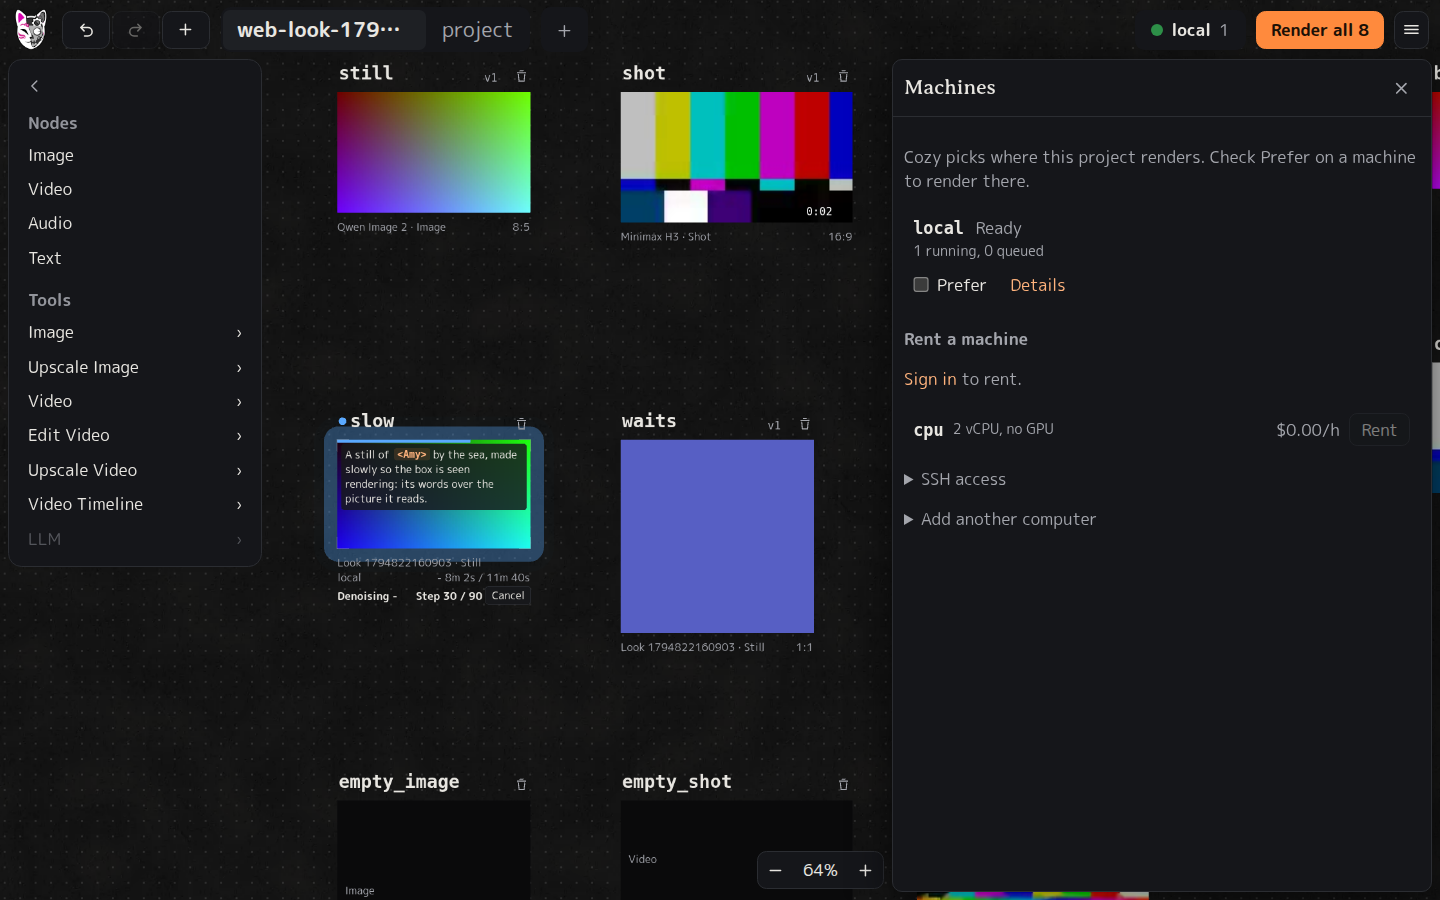 web-look-179···
project
local 1
Render all 8
Nodes
Image
Video
Audio
Text
Tools
Image
Upscale Image
Video
Edit Video
Upscale Video
Video Timeline
LLM
still v1
Qwen Image 2 · Image 8:5
shot v1
0:02
Minimax H3 · Shot 16:9
slow
A still of <Amy> by the sea, made
slowly so the box is seen
rendering: its words over the
picture it reads.
Look 1794822160903 · Still
local - 8m 2s / 11m 40s
Denoising - Step 30 / 90 Cancel
waits v1
Look 1794822160903 · Still 1:1
empty_image
Image
empty_shot
Video
64%
Machines
Cozy picks where this project renders. Check Prefer on a machine
to render there.
local Ready
1 running, 0 queued
Prefer Details
Rent a machine
Sign in to rent.
cpu 2 vCPU, no GPU $0.00/h Rent
SSH access
Add another computer